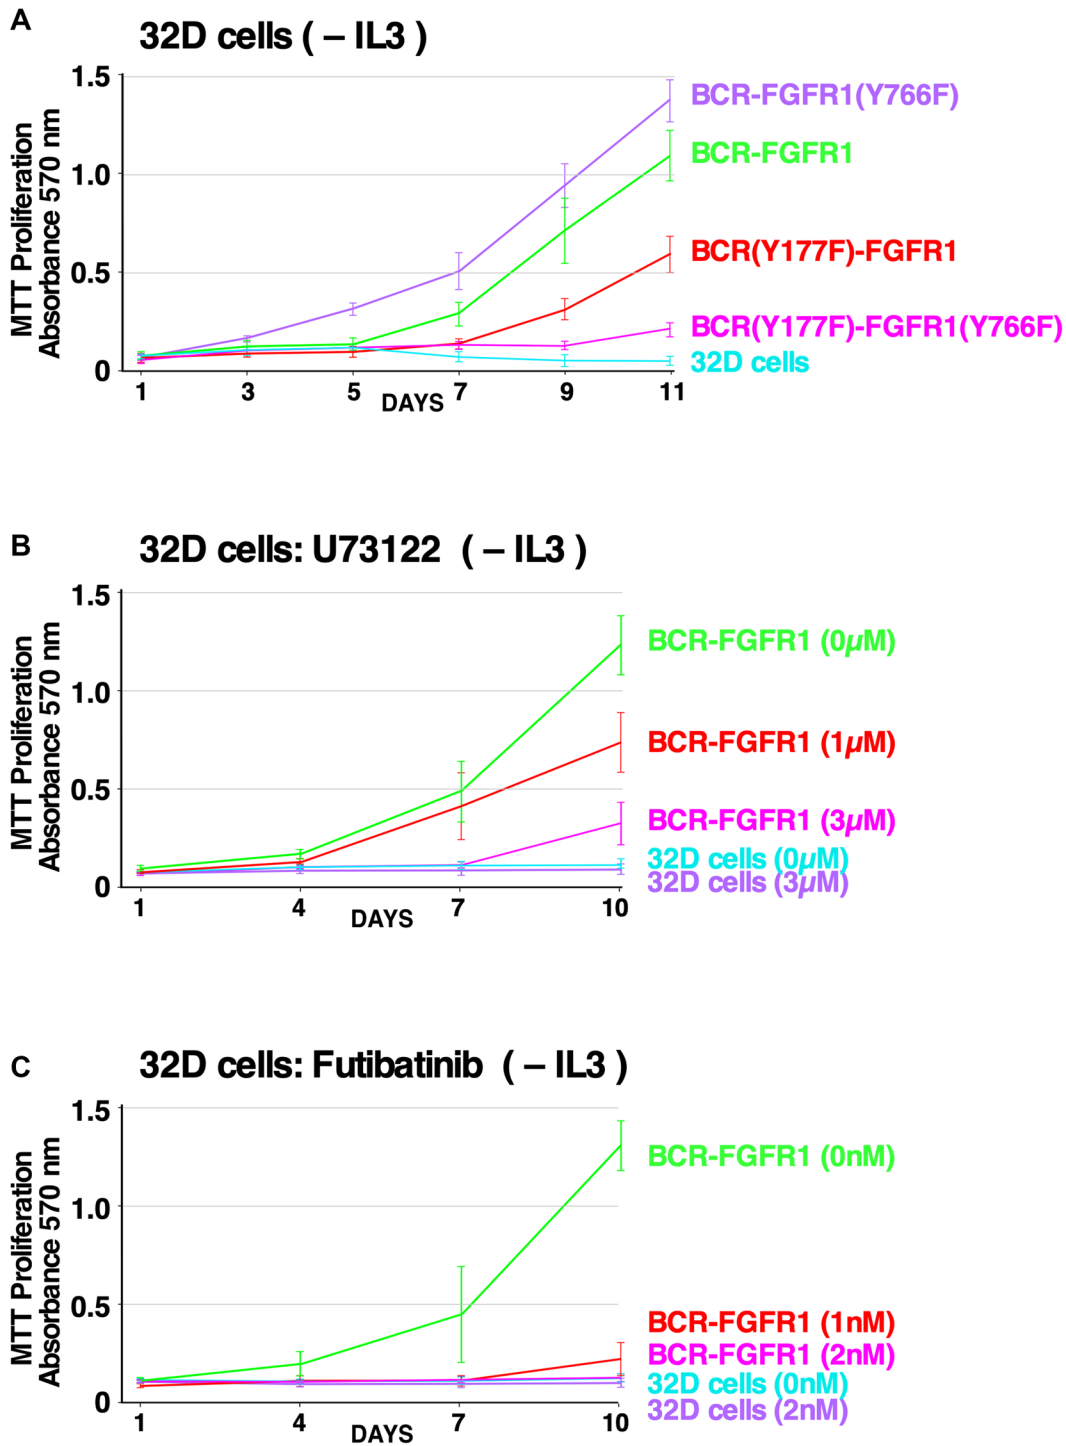 A
32D cells ( – IL3 )
MTT Proliferation
Absorbance 570 nm
1.5
1.0
0.5
0
1 3 5 7 9 11
DAYS
BCR-FGFR1(Y766F)
BCR-FGFR1
BCR(Y177F)-FGFR1
BCR(Y177F)-FGFR1(Y766F)
32D cells
B
32D cells: U73122 ( – IL3 )
MTT Proliferation
Absorbance 570 nm
1.5
1.0
0.5
0
1 4 7 10
DAYS
BCR-FGFR1 (0µM)
BCR-FGFR1 (1µM)
BCR-FGFR1 (3µM)
32D cells (0µM)
32D cells (3µM)
C
32D cells: Futibatinib ( – IL3 )
MTT Proliferation
Absorbance 570 nm
1.5
1.0
0.5
0
1 4 7 10
DAYS
BCR-FGFR1 (0nM)
BCR-FGFR1 (1nM)
BCR-FGFR1 (2nM)
32D cells (0nM)
32D cells (2nM)